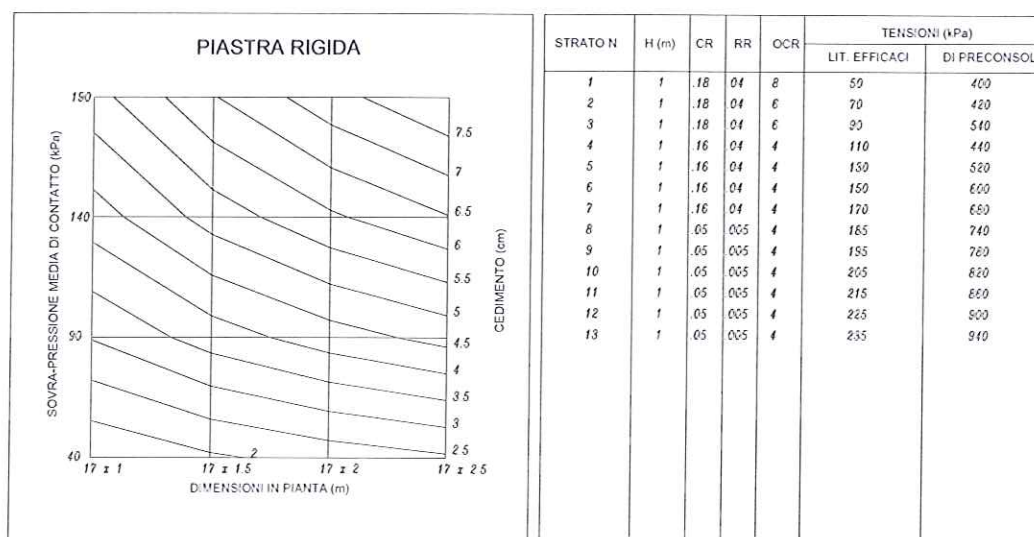 PIASTRA RIGIDA
SOVRA-PRESSIONE MEDIA DI CONTATTO (kPa)
150
140
90
40
7.5
7
6.5
6
5.5
5
4.5
4
3.5
3
2.5
2
CEDIMENTO (cm)
17 x 1
17 x 1.5
17 x 2
17 x 2.5
DIMENSIONI IN PIANTA (m)
STRATO N H (m) CR RR OCR TENSIONI (kPa)
LIT. EFFICACI DI PRECONSOL
1 1 .18 .04 8 50 400
2 1 .18 .04 6 70 420
3 1 .18 .04 6 90 540
4 1 .16 .04 4 110 440
5 1 .16 .04 4 130 520
6 1 .16 .04 4 150 600
7 1 .16 .04 4 170 680
8 1 .05 .005 4 185 740
9 1 .05 .005 4 195 780
10 1 .05 .005 4 205 820
11 1 .05 .005 4 215 860
12 1 .05 .005 4 225 900
13 1 .05 .005 4 235 940